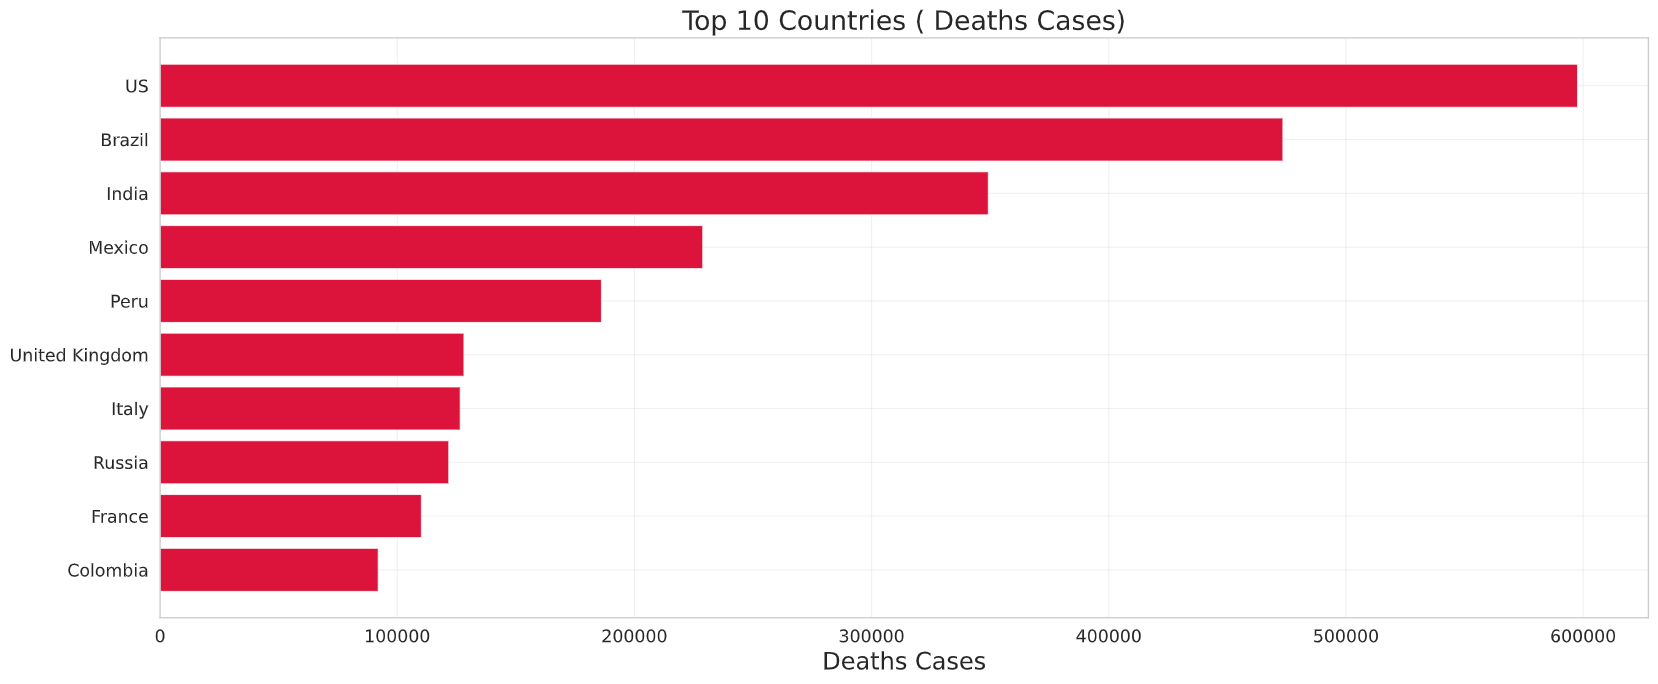 Top 10 Countries ( Deaths Cases)
US
Brazil
India
Mexico
Peru
United Kingdom
Italy
Russia
France
Colombia
0 100000 200000 300000 400000 500000 600000
Deaths Cases